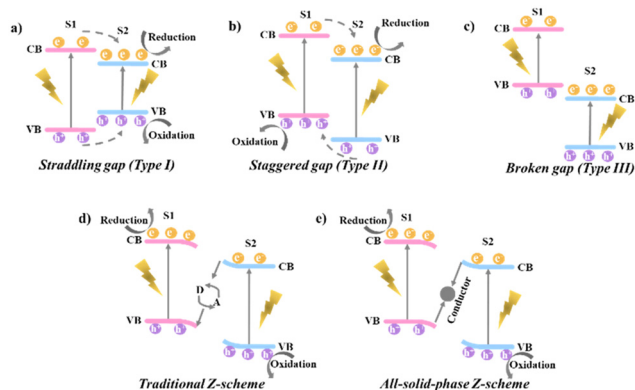 a)
S1
S2
e⁻ e⁻
e⁻ e⁻ e⁻
Reduction
CB
CB
VB
VB
h⁺ h⁺
h⁺ h⁺ h⁺
Oxidation
Straddling gap (Type I)
b)
S1
S2
e⁻ e⁻
e⁻ e⁻ e⁻
Reduction
CB
CB
VB
VB
h⁺ h⁺ h⁺
h⁺ h⁺
Oxidation
Staggered gap (Type II)
c)
S1
e⁻ e⁻
CB
VB
h⁺ h⁺
S2
e⁻ e⁻ e⁻
CB
VB
h⁺ h⁺ h⁺
Broken gap (Type III)
d)
Reduction
S1
e⁻ e⁻ e⁻
CB
S2
e⁻ e⁻
CB
D
A
VB
h⁺ h⁺
VB
h⁺ h⁺ h⁺
Oxidation
Traditional Z-scheme
e)
Reduction
S1
e⁻ e⁻ e⁻
CB
S2
e⁻ e⁻
CB
Conductor
VB
h⁺ h⁺
VB
h⁺ h⁺ h⁺
Oxidation
All-solid-phase Z-scheme